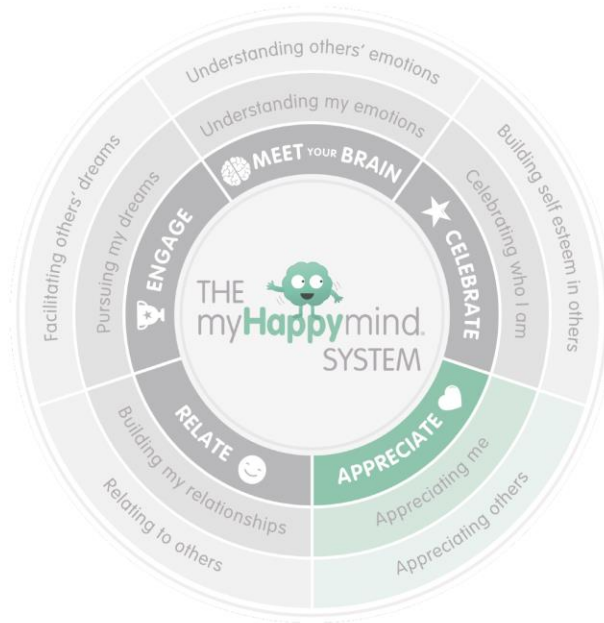 Understanding others' emotions
Understanding my emotions
MEET YOUR BRAIN
Building self esteem in others
Celebrating who I am
CELEBRATE
Appreciating others
Appreciating me
APPRECIATE
Relating to others
Building my relationships
RELATE
Facilitating others' dreams
Pursuing my dreams
ENGAGE
THE
myHappymind
SYSTEM